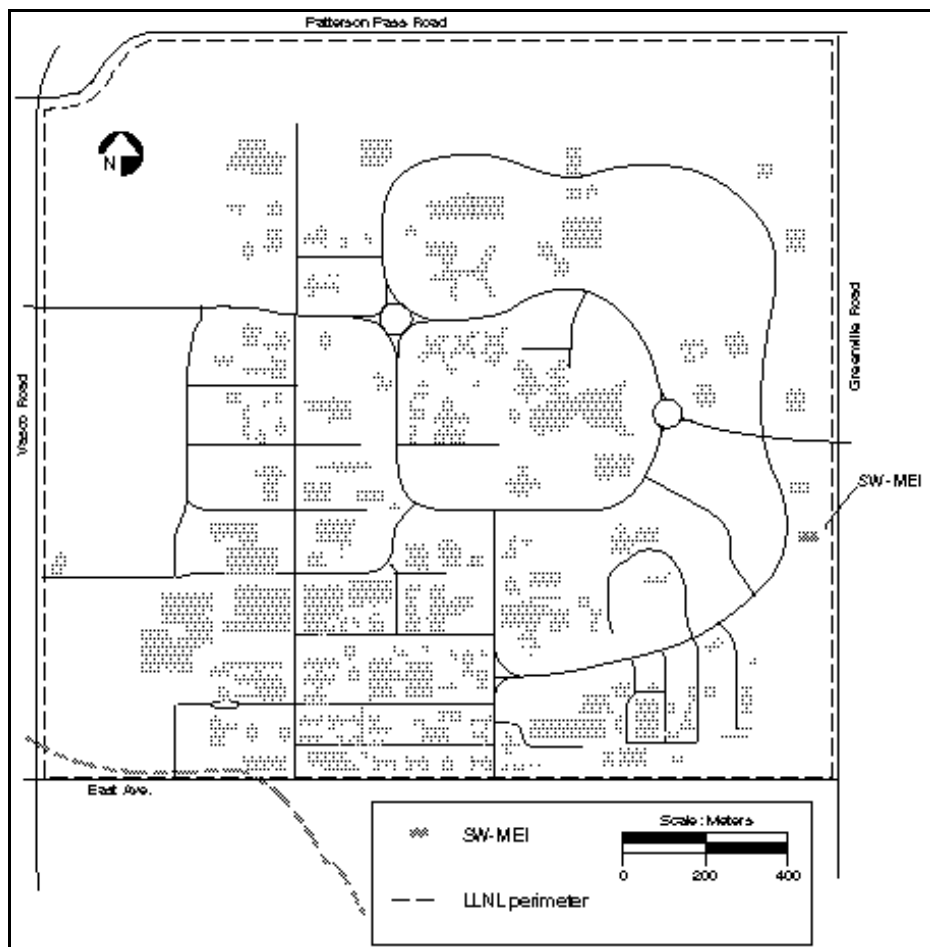 Patterson Pass Road
N
Greenville Road
Vasco Road
SW-MEI
East Ave.
SW-MEI
LLNL perimeter
Scale: Meters
0 200 400